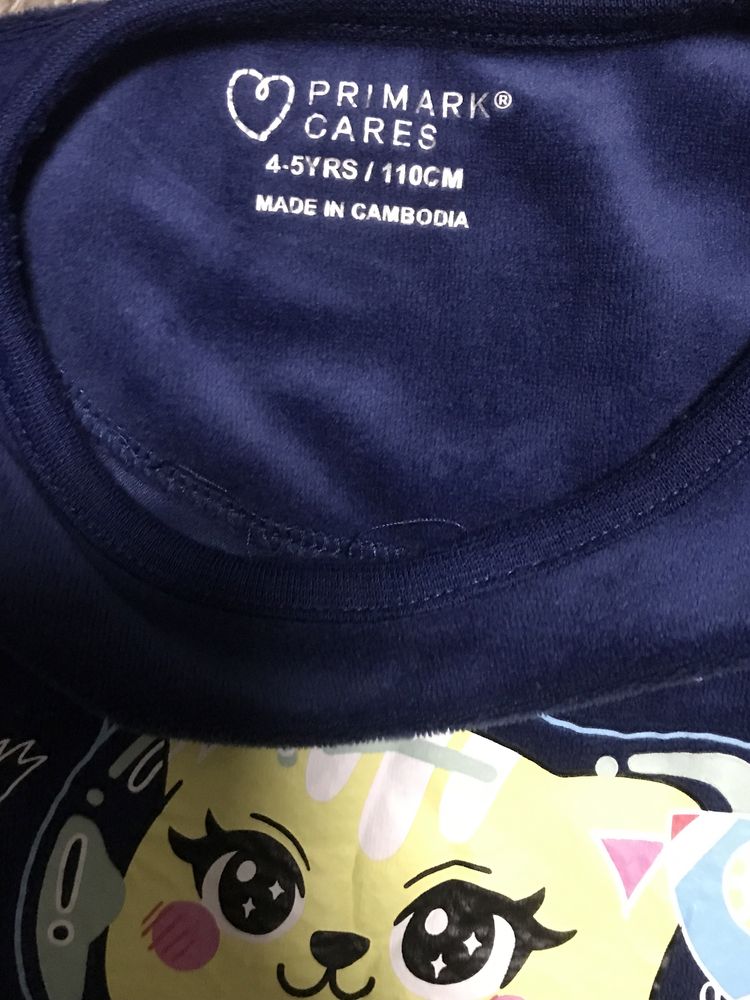 PRIMARK®
CARES
4-5YRS / 110CM
MADE IN CAMBODIA